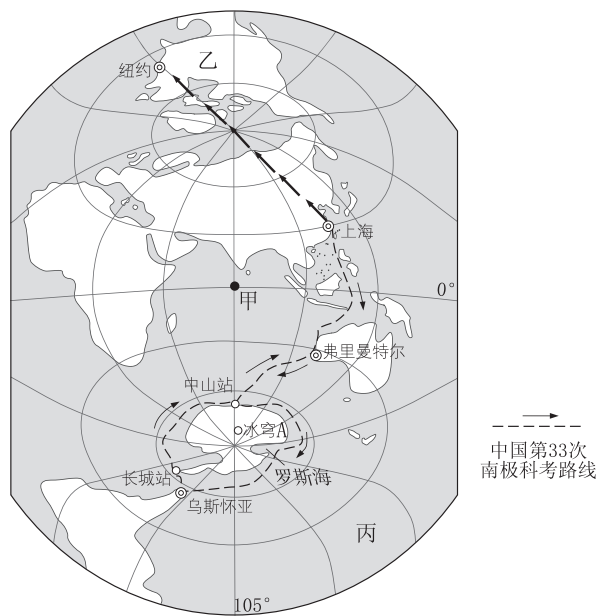 纽约
乙
上海
0°
甲
弗里曼特尔
中山站
冰穹A
长城站
罗斯海
乌斯怀亚
丙
105°
中国第33次
南极科考路线